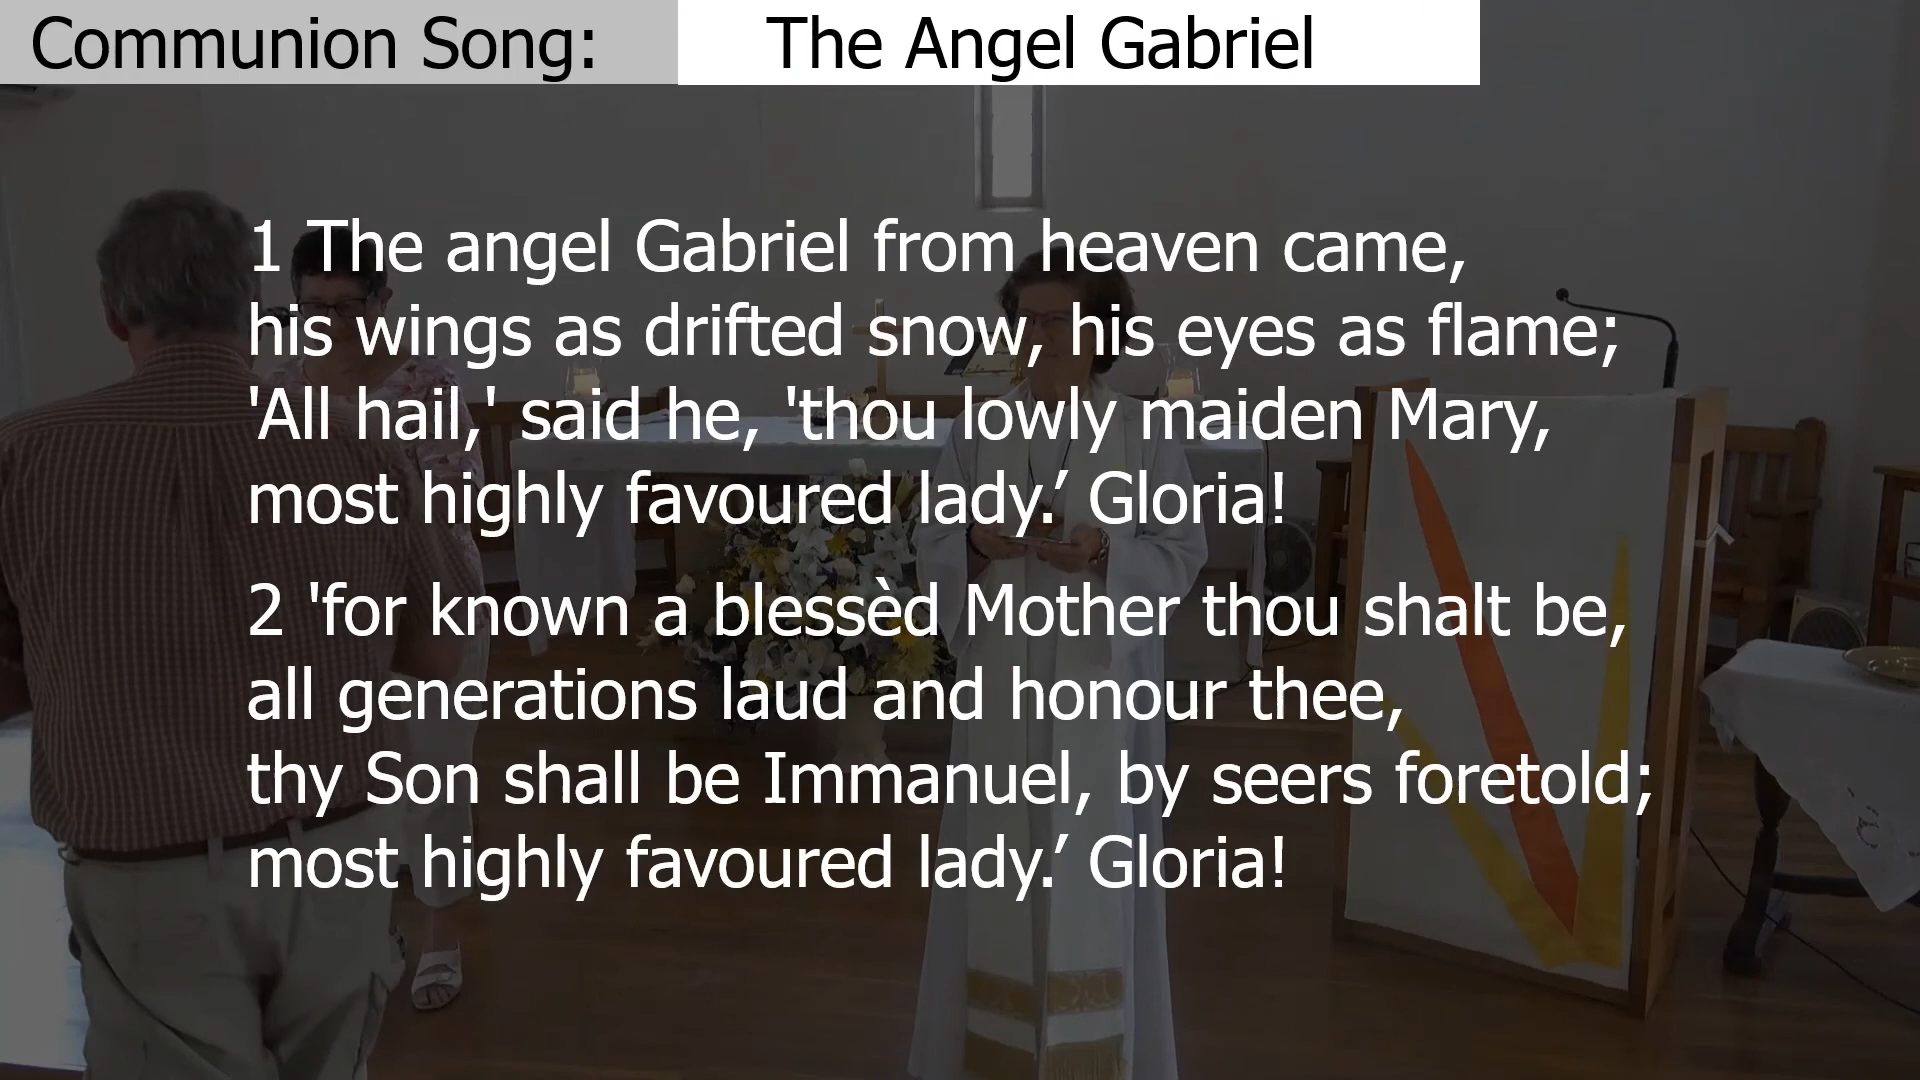 Communion Song: The Angel Gabriel
1 The angel Gabriel from heaven came,
his wings as drifted snow, his eyes as flame;
'All hail,' said he, 'thou lowly maiden Mary,
most highly favoured lady.’ Gloria!
2 'for known a blessèd Mother thou shalt be,
all generations laud and honour thee,
thy Son shall be Immanuel, by seers foretold;
most highly favoured lady.’ Gloria!